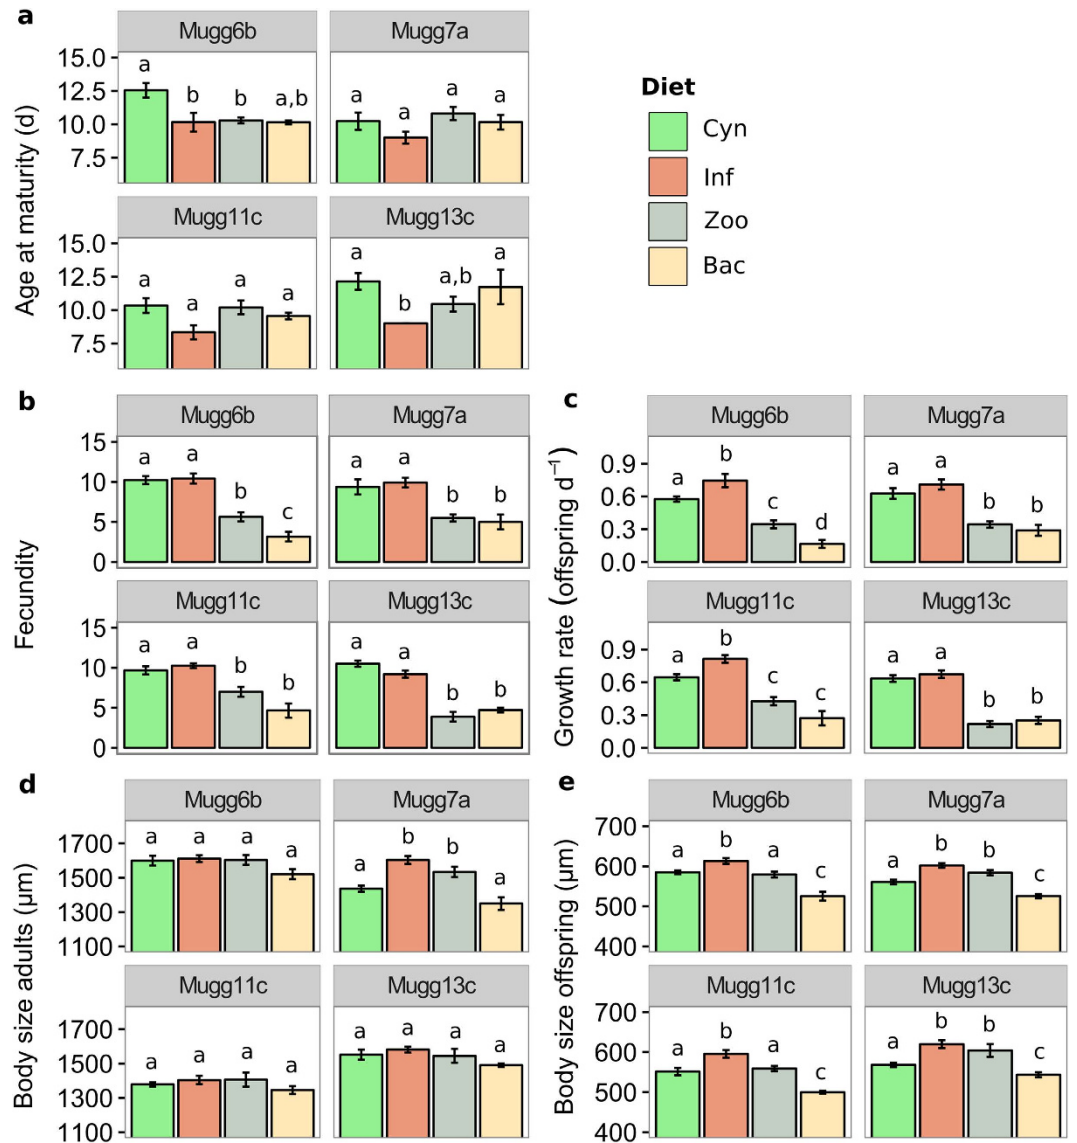 a
Mugg6b Mugg7a
Age at maturity (d)
15.0
12.5
10.0
7.5
a b b a,b
a a a a
Mugg11c Mugg13c
15.0
12.5
10.0
7.5
a a a a
a b a,b a
Diet
Cyn
Inf
Zoo
Bac
b
Mugg6b Mugg7a
Fecundity
15
10
5
0
a a b c
a a b b
Mugg11c Mugg13c
15
10
5
0
a a b b
a a b b
c
Mugg6b Mugg7a
Growth rate (offspring d⁻¹)
0.9
0.6
0.3
0.0
a b c d
a a b b
Mugg11c Mugg13c
0.9
0.6
0.3
0.0
a b c c
a a b b
d
Mugg6b Mugg7a
Body size adults (µm)
1700
1500
1300
1100
a a a a
a b b a
Mugg11c Mugg13c
1700
1500
1300
1100
a a a a
a a a a
e
Mugg6b Mugg7a
Body size offspring (µm)
700
600
500
400
a b a c
a b b c
Mugg11c Mugg13c
700
600
500
400
a b a c
a b b c